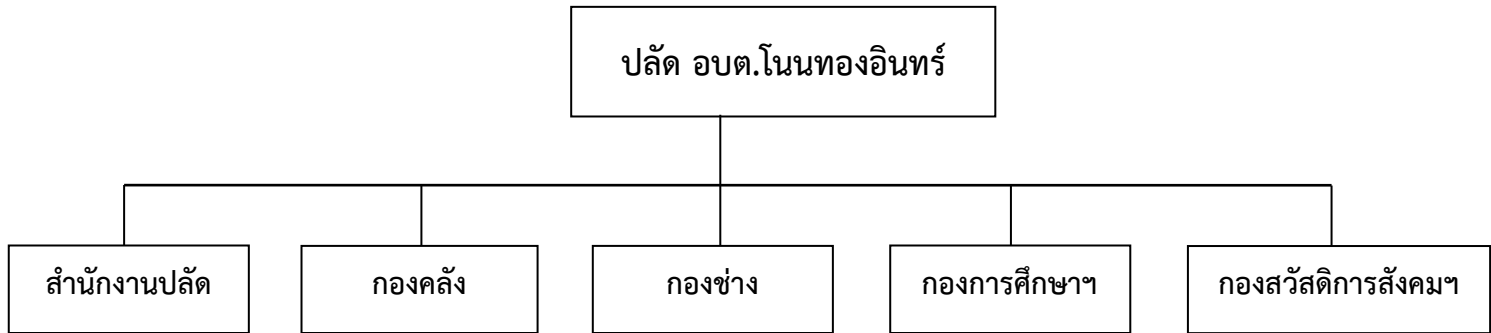 ปลัด อบต.โนนทองอินทร์
สำนักงานปลัด
กองคลัง
กองช่าง
กองการศึกษาฯ
กองสวัสดิการสังคมฯ